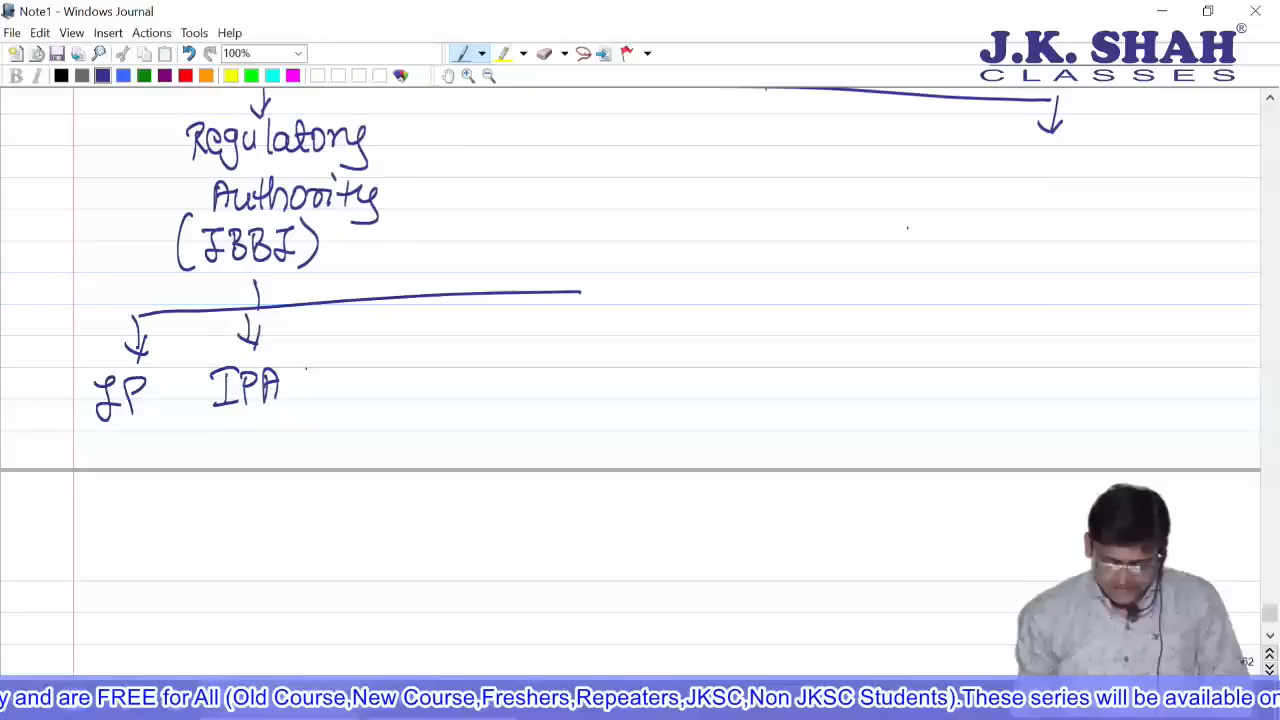 Note1 - Windows Journal
File Edit View Insert Actions Tools Help
100%
J.K. SHAH®
CLASSES
Regulatory
Authority
(IBBI)
IP IPA
62
y and are FREE for All (Old Course,New Course,Freshers,Repeaters,JKSC,Non JKSC Students).These series will be available on